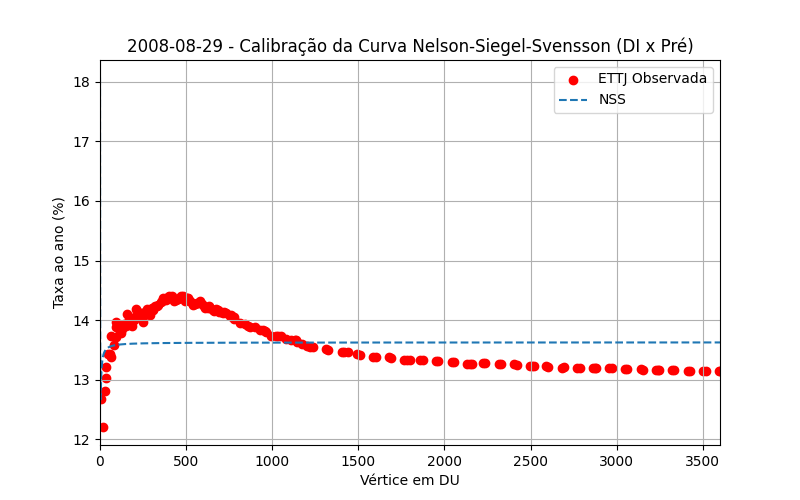 2008-08-29 - Calibração da Curva Nelson-Siegel-Svensson (DI x Pré)
ETTJ Observada
NSS
Taxa ao ano (%)
18
17
16
15
14
13
12
0 500 1000 1500 2000 2500 3000 3500
Vértice em DU